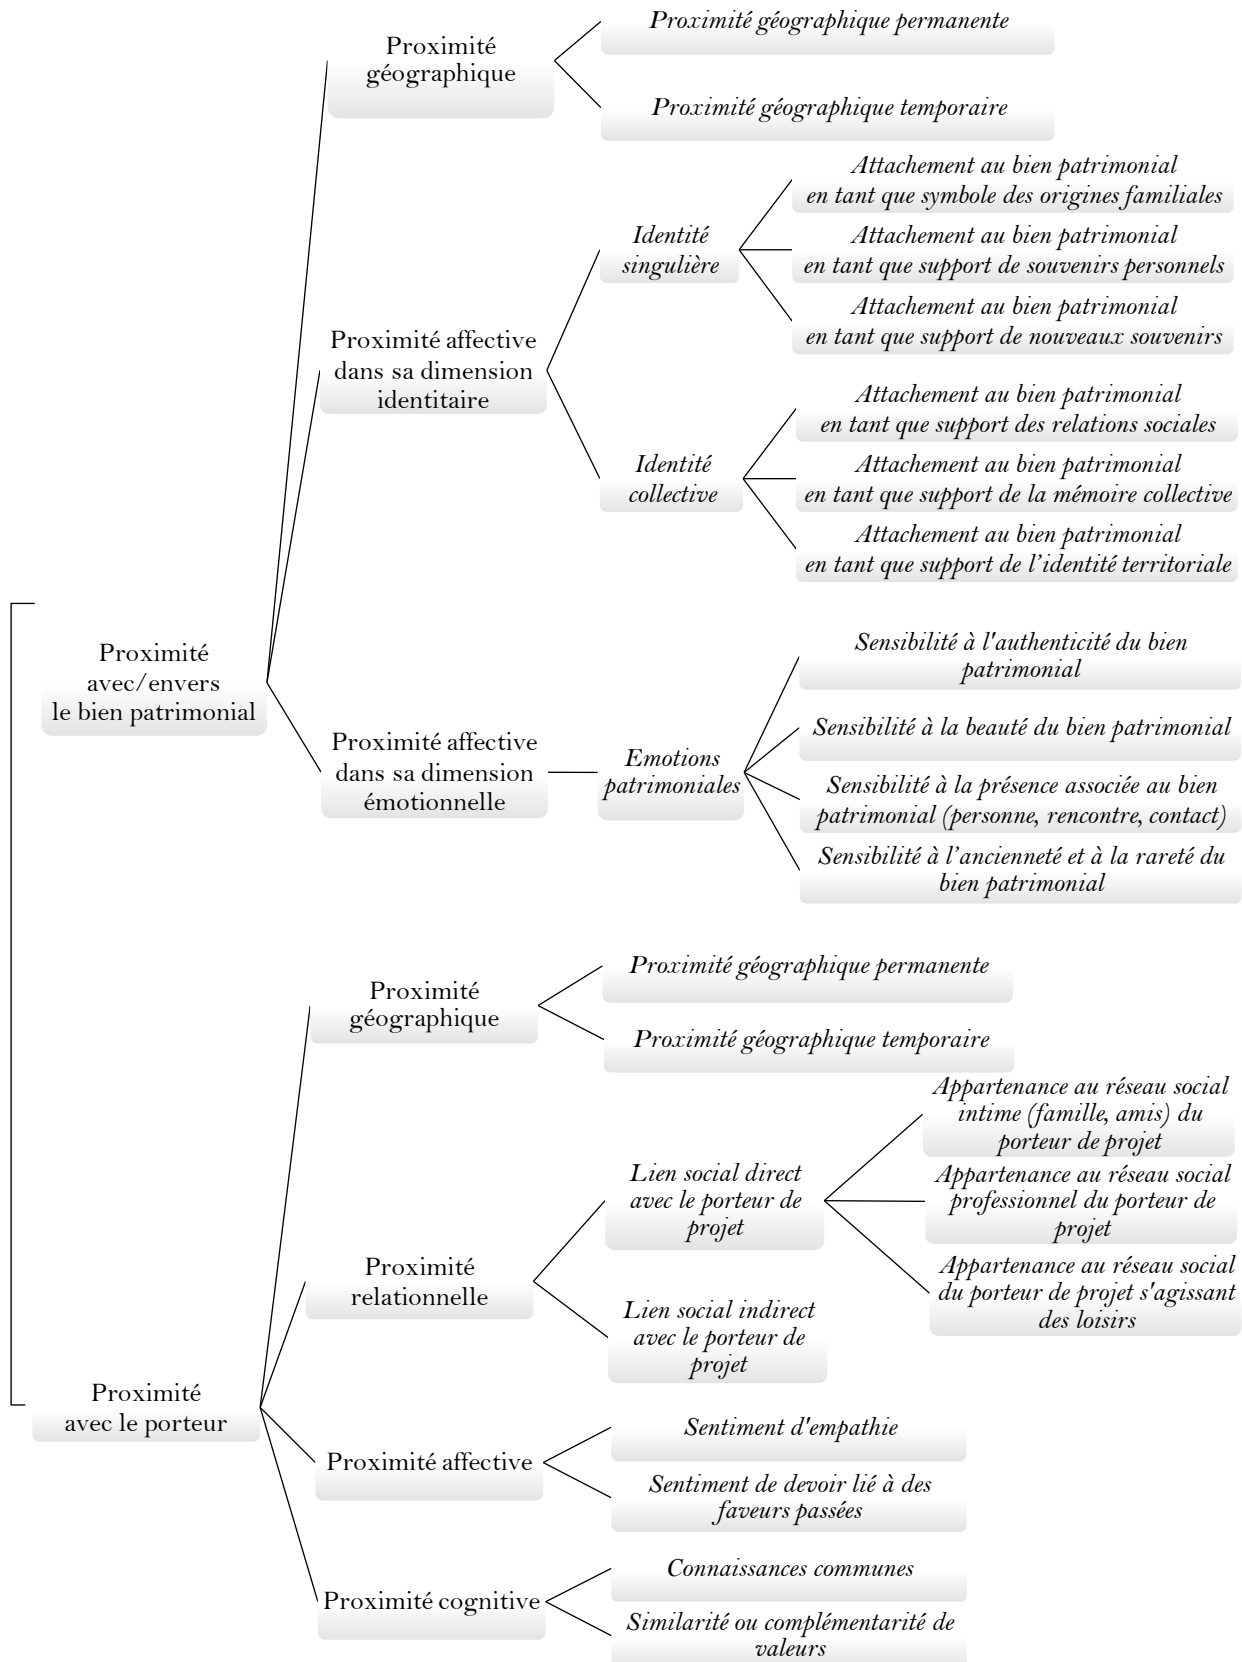 Proximité
avec/envers
le bien patrimonial
Proximité
géographique
Proximité géographique permanente
Proximité géographique temporaire
Proximité affective
dans sa dimension
identitaire
Identité
singulière
Attachement au bien patrimonial
en tant que symbole des origines familiales
Attachement au bien patrimonial
en tant que support de souvenirs personnels
Attachement au bien patrimonial
en tant que support de nouveaux souvenirs
Identité
collective
Attachement au bien patrimonial
en tant que support des relations sociales
Attachement au bien patrimonial
en tant que support de la mémoire collective
Attachement au bien patrimonial
en tant que support de l’identité territoriale
Proximité affective
dans sa dimension
émotionnelle
Emotions
patrimoniales
Sensibilité à l'authenticité du bien
patrimonial
Sensibilité à la beauté du bien patrimonial
Sensibilité à la présence associée au bien
patrimonial (personne, rencontre, contact)
Sensibilité à l’ancienneté et à la rareté du
bien patrimonial
Proximité
avec le porteur
Proximité
géographique
Proximité géographique permanente
Proximité géographique temporaire
Proximité
relationnelle
Lien social direct
avec le porteur de
projet
Appartenance au réseau social
intime (famille, amis) du
porteur de projet
Appartenance au réseau social
professionnel du porteur de
projet
Appartenance au réseau social
du porteur de projet s'agissant
des loisirs
Lien social indirect
avec le porteur de
projet
Proximité affective
Sentiment d'empathie
Sentiment de devoir lié à des
faveurs passées
Proximité cognitive
Connaissances communes
Similarité ou complémentarité de
valeurs